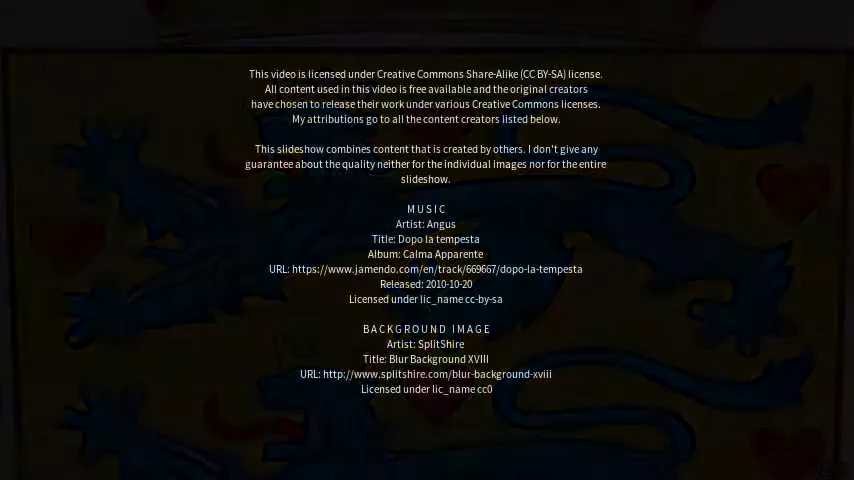 This video is licensed under Creative Commons Share-Alike (CC BY-SA) license.
All content used in this video is free available and the original creators
have chosen to release their work under various Creative Commons licenses.
My attributions go to all the content creators listed below.
This slideshow combines content that is created by others. I don't give any
guarantee about the quality neither for the individual images nor for the entire
slideshow.
MUSIC
Artist: Angus
Title: Dopo la tempesta
Album: Calma Apparente
URL: https://www.jamendo.com/en/track/669667/dopo-la-tempesta
Released: 2010-10-20
Licensed under lic_name cc-by-sa
BACKGROUND IMAGE
Artist: SplitShire
Title: Blur Background XVIII
URL: http://www.splitshire.com/blur-background-xviii
Licensed under lic_name cc0